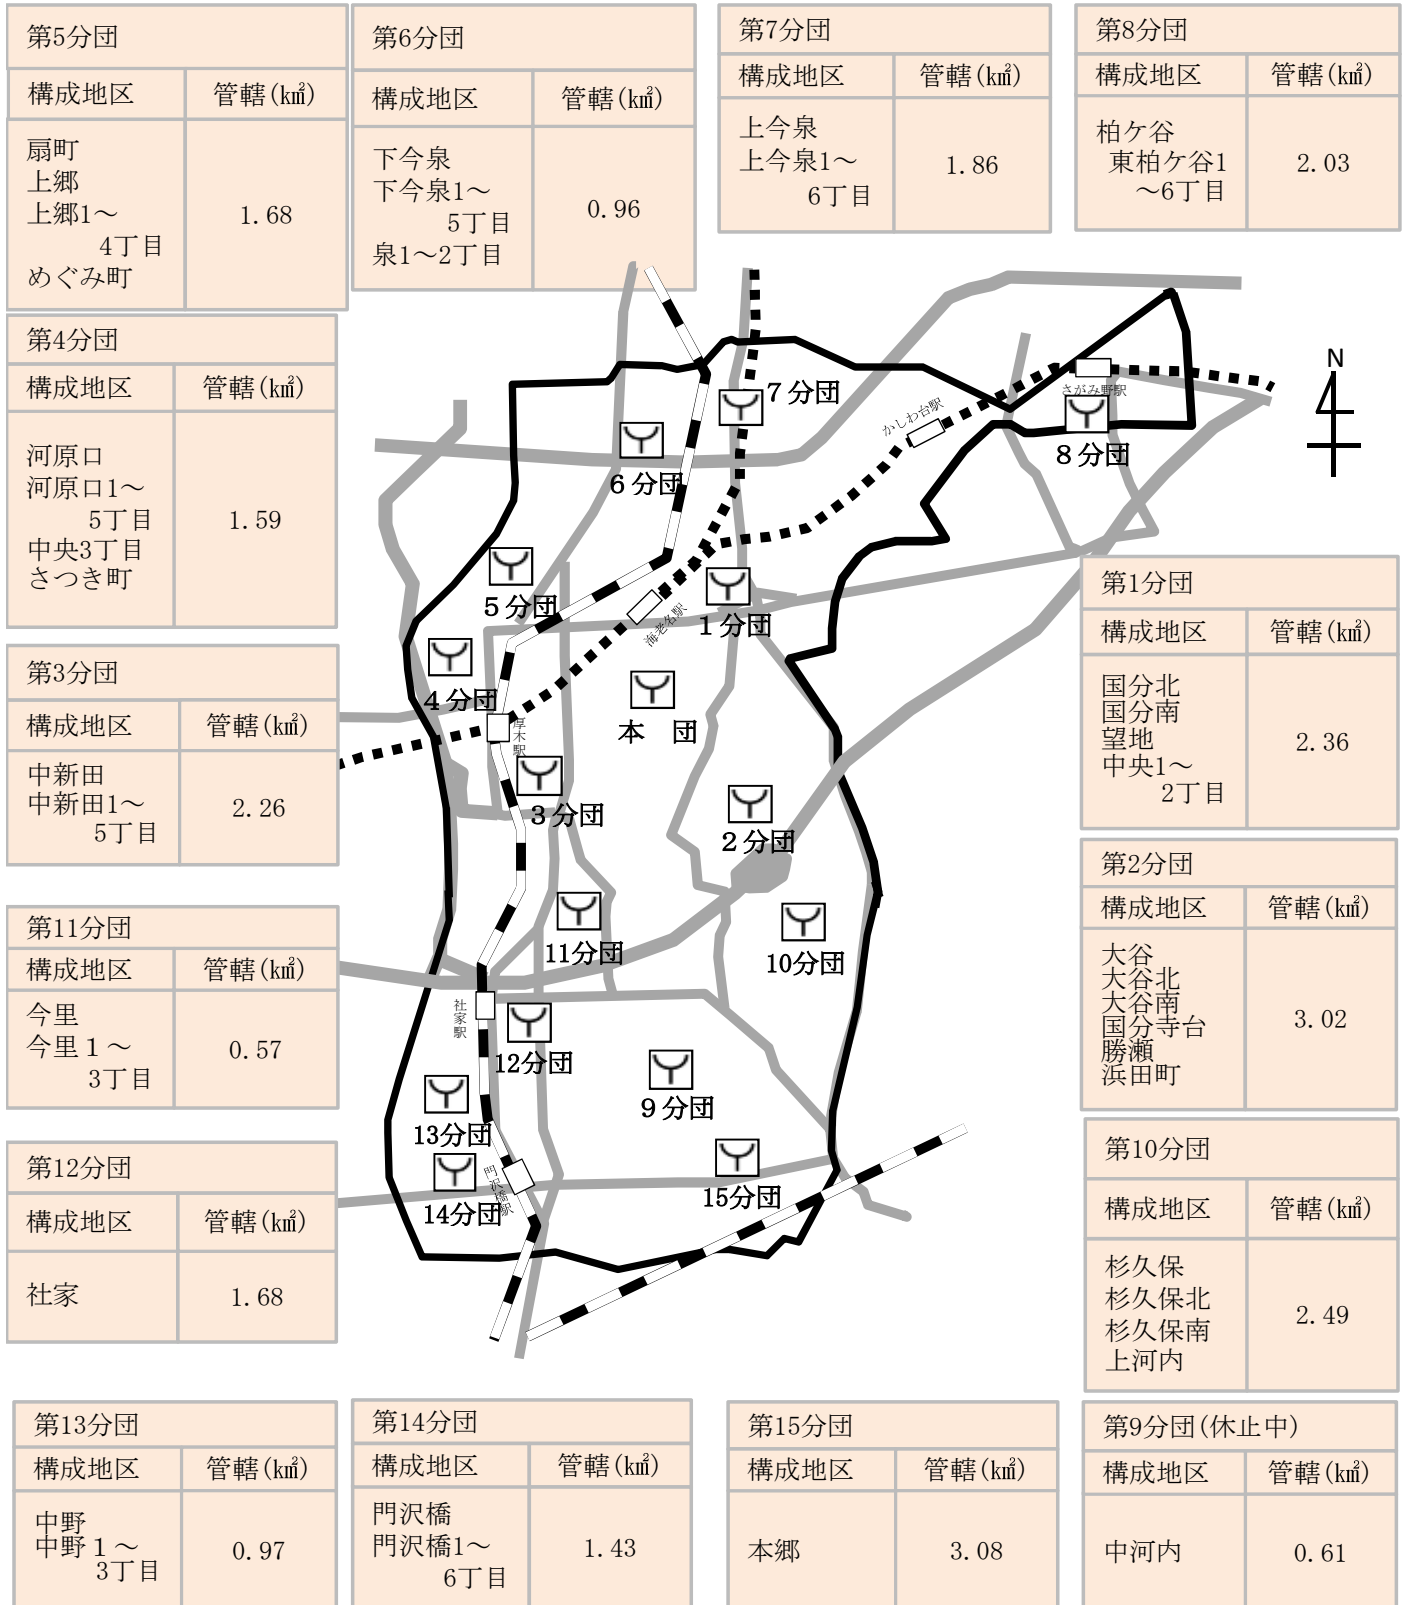 第5分団
構成地区 管轄(㎢)
扇町
上郷
上郷1～
4丁目
めぐみ町
1.68
第6分団
構成地区 管轄(㎢)
下今泉
下今泉1～
5丁目
泉1～2丁目
0.96
第7分団
構成地区 管轄(㎢)
上今泉
上今泉1～
6丁目
1.86
第8分団
構成地区 管轄(㎢)
柏ケ谷
東柏ケ谷1
～6丁目
2.03
第4分団
構成地区 管轄(㎢)
河原口
河原口1～
5丁目
中央3丁目
さつき町
1.59
第3分団
構成地区 管轄(㎢)
中新田
中新田1～
5丁目
2.26
第11分団
構成地区 管轄(㎢)
今里
今里１～
3丁目
0.57
第12分団
構成地区 管轄(㎢)
社家
1.68
N
7分団
かしわ台駅
さがみ野駅
8分団
6分団
5分団
海老名駅
1分団
4分団
厚木駅
本 団
3分団
2分団
11分団
10分団
社家駅
12分団
9分団
13分団
門沢橋駅
14分団
15分団
第1分団
構成地区 管轄(㎢)
国分北
国分南
望地
中央1～
2丁目
2.36
第2分団
構成地区 管轄(㎢)
大谷
大谷北
大谷南
国分寺台
勝瀬
浜田町
3.02
第10分団
構成地区 管轄(㎢)
杉久保
杉久保北
杉久保南
上河内
2.49
第13分団
構成地区 管轄(㎢)
中野
中野１～
3丁目
0.97
第14分団
構成地区 管轄(㎢)
門沢橋
門沢橋1～
6丁目
1.43
第15分団
構成地区 管轄(㎢)
本郷
3.08
第9分団(休止中)
構成地区 管轄(㎢)
中河内
0.61